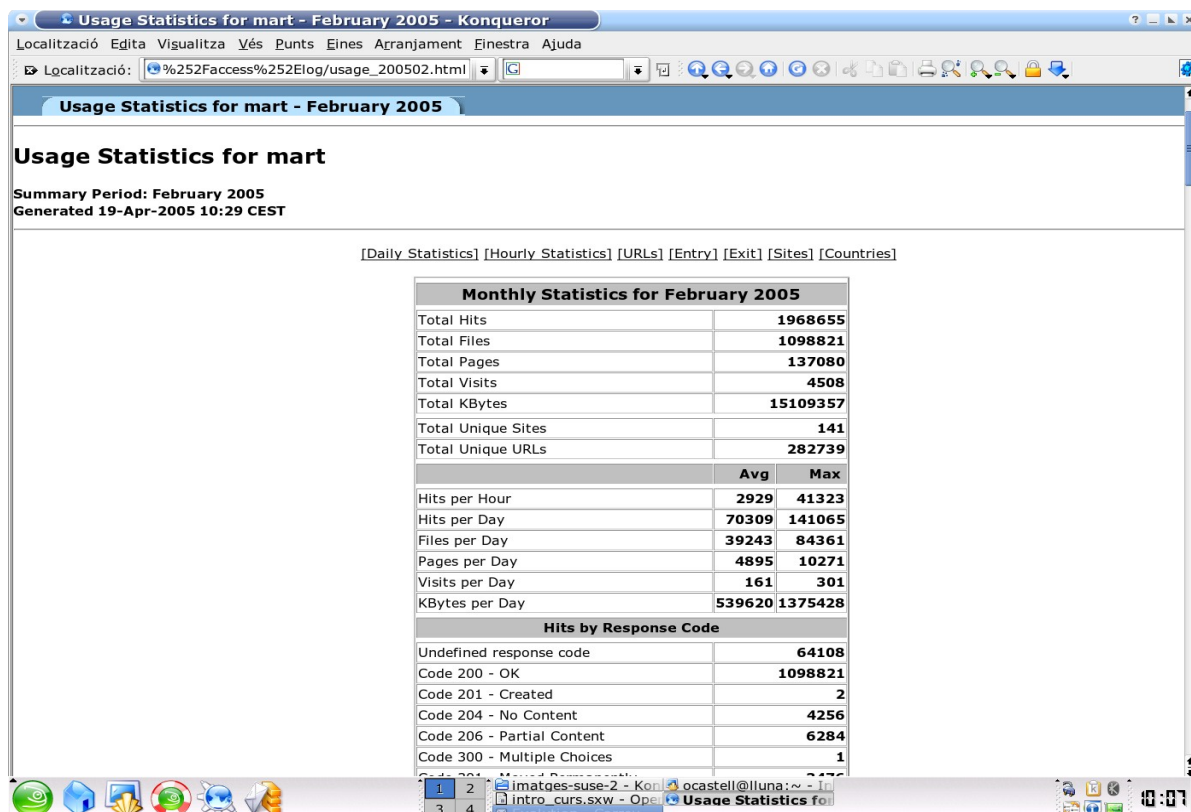 Usage Statistics for mart - February 2005 - Konqueror
Localització Edita Visualitza Vés Punts Eines Arranjament Finestra Ajuda
Localització: %252Faccess%252Elog/usage_200502.html G
Usage Statistics for mart - February 2005
Usage Statistics for mart
Summary Period: February 2005
Generated 19-Apr-2005 10:29 CEST
[Daily Statistics] [Hourly Statistics] [URLs] [Entry] [Exit] [Sites] [Countries]
Monthly Statistics for February 2005
Total Hits 1968655
Total Files 1098821
Total Pages 137080
Total Visits 4508
Total KBytes 15109357
Total Unique Sites 141
Total Unique URLs 282739
Avg Max
Hits per Hour 2929 41323
Hits per Day 70309 141065
Files per Day 39243 84361
Pages per Day 4895 10271
Visits per Day 161 301
KBytes per Day 539620 1375428
Hits by Response Code
Undefined response code 64108
Code 200 - OK 1098821
Code 201 - Created 2
Code 204 - No Content 4256
Code 206 - Partial Content 6284
Code 300 - Multiple Choices 1
1 2 imatges-suse-2 - Kon ocastell@lluna:~ - In
3 4 intro_curs.sxw - Ope Usage Statistics for
10:07